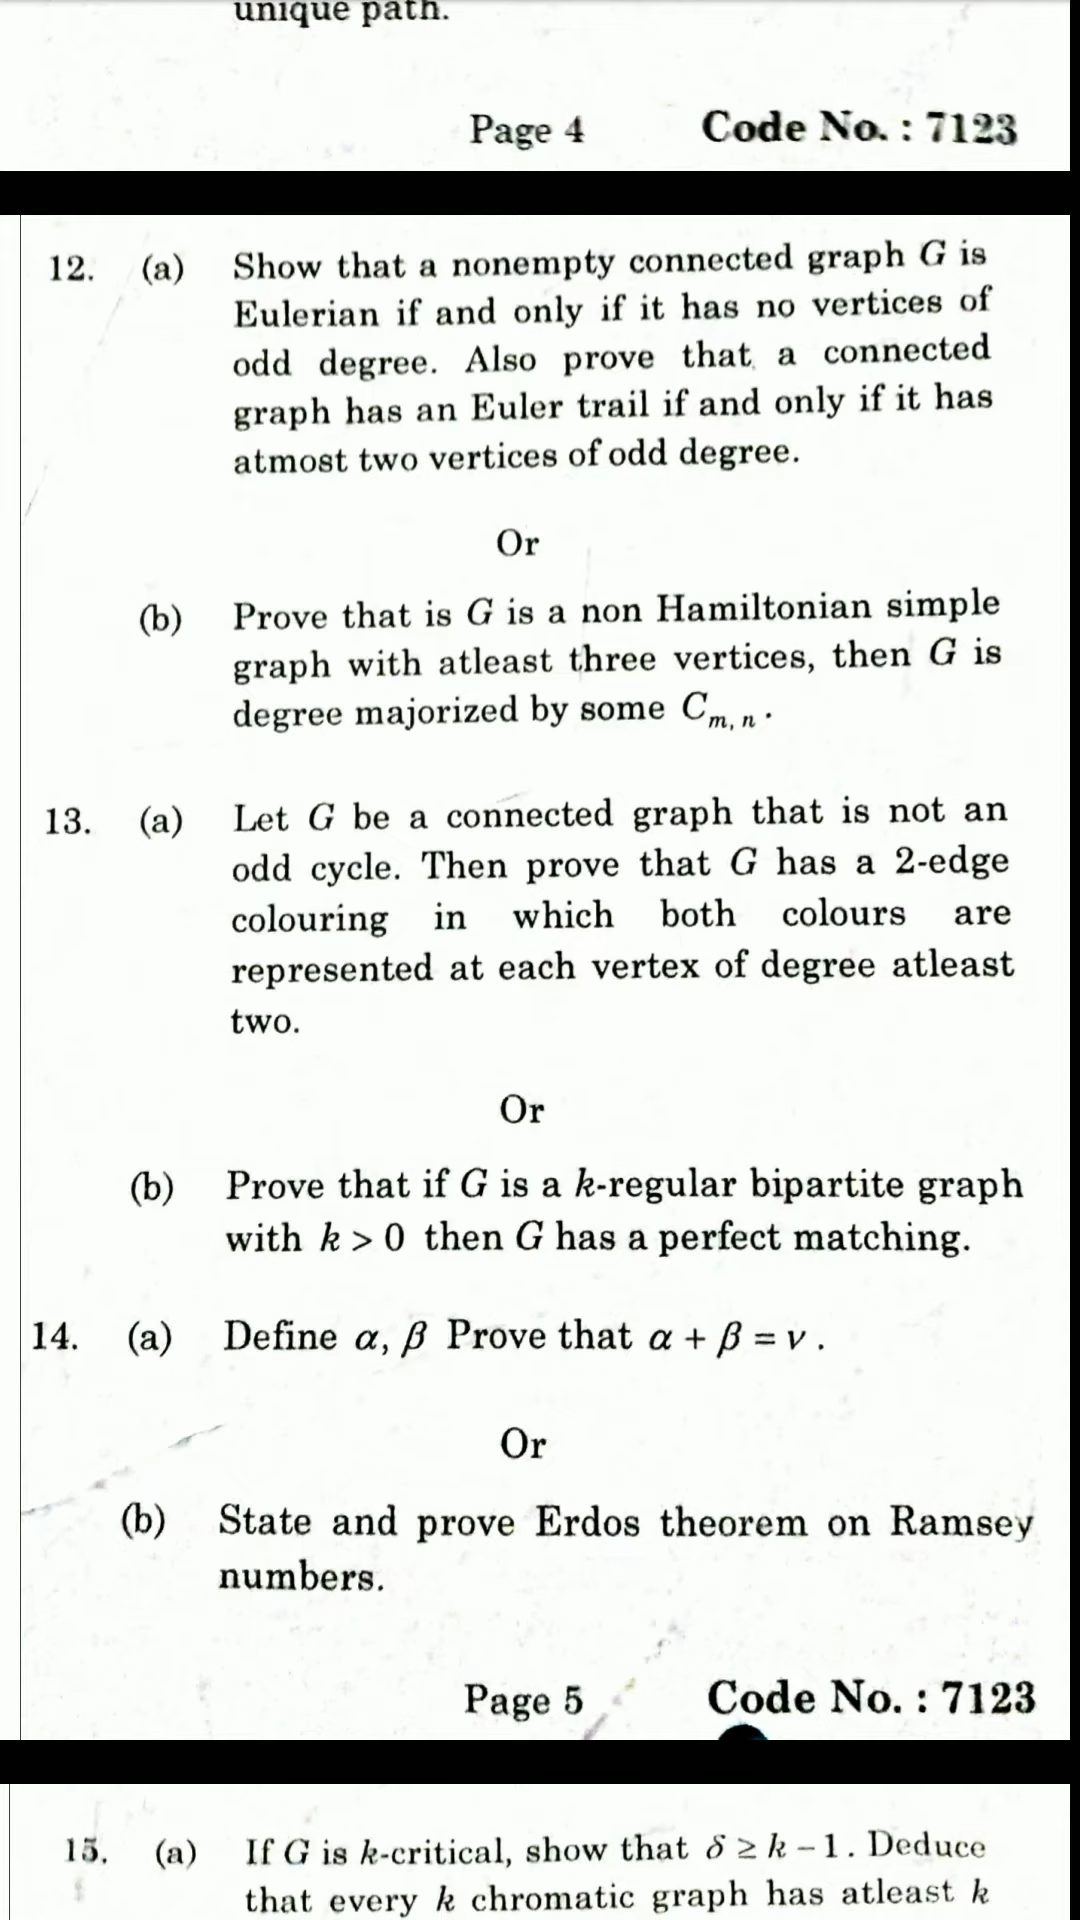 unique path.
Page 4 Code No. : 7123
12. (a) Show that a nonempty connected graph G is
Eulerian if and only if it has no vertices of
odd degree. Also prove that a connected
graph has an Euler trail if and only if it has
atmost two vertices of odd degree.
Or
(b) Prove that is G is a non Hamiltonian simple
graph with atleast three vertices, then G is
degree majorized by some Cm, n.
13. (a) Let G be a connected graph that is not an
odd cycle. Then prove that G has a 2-edge
colouring in which both colours are
represented at each vertex of degree atleast
two.
Or
(b) Prove that if G is a k-regular bipartite graph
with k > 0 then G has a perfect matching.
14. (a) Define α, β Prove that α + β = ν.
Or
(b) State and prove Erdos theorem on Ramsey
numbers.
Page 5 Code No. : 7123
15. (a) If G is k-critical, show that δ ≥ k – 1. Deduce
that every k chromatic graph has atleast k